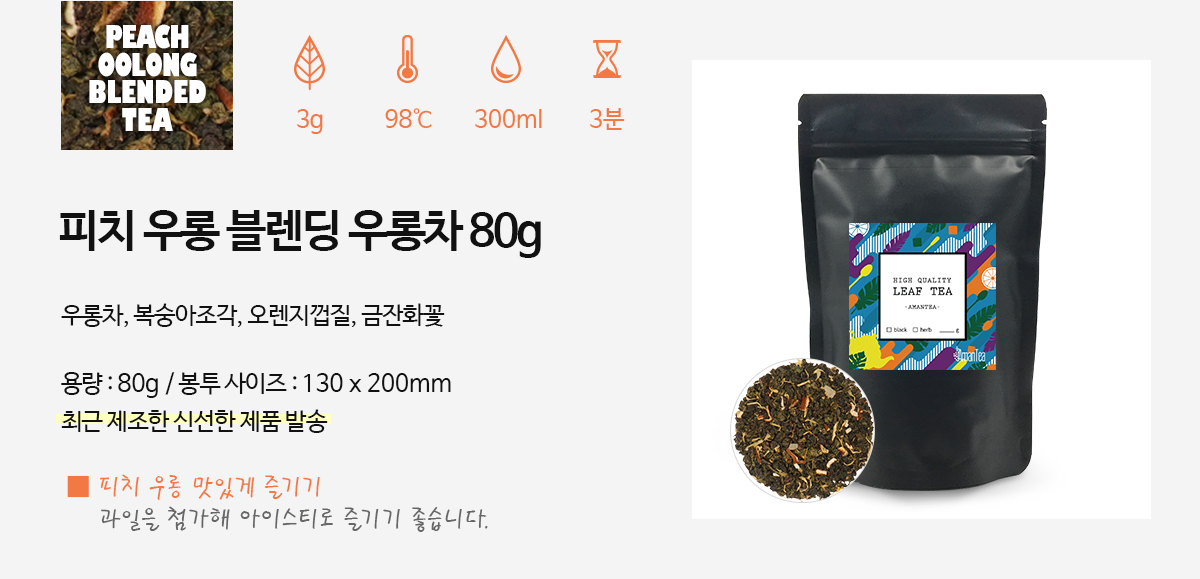 PEACH
OOLONG
BLENDED
TEA
3g
98℃
300ml
3분
피치 우롱 블렌딩 우롱차 80g
우롱차, 복숭아조각, 오렌지껍질, 금잔화꽃
용량 : 80g / 봉투 사이즈 : 130 x 200mm
최근 제조한 신선한 제품 발송
■ 피치 우롱 맛있게 즐기기
과일을 첨가해 아이스티로 즐기기 좋습니다.
HIGH QUALITY
LEAF TEA
-AMANTEA-
□ black □ herb ____ g
AmanTea